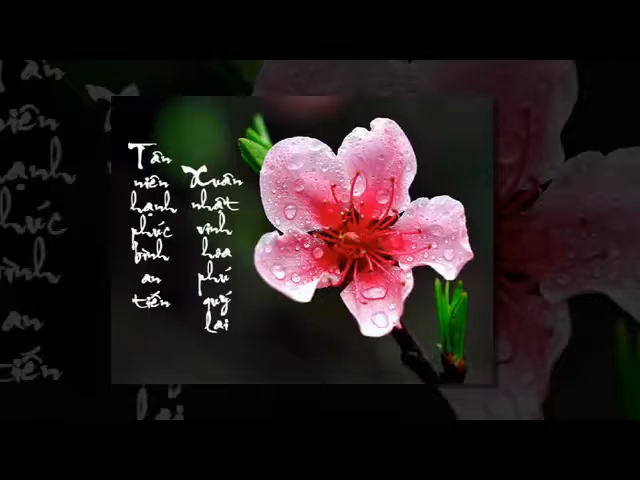 Tân
niên
hạnh
phúc
bình
an
tiến
Xuân
nhật
vinh
hoa
phú
quý
lai